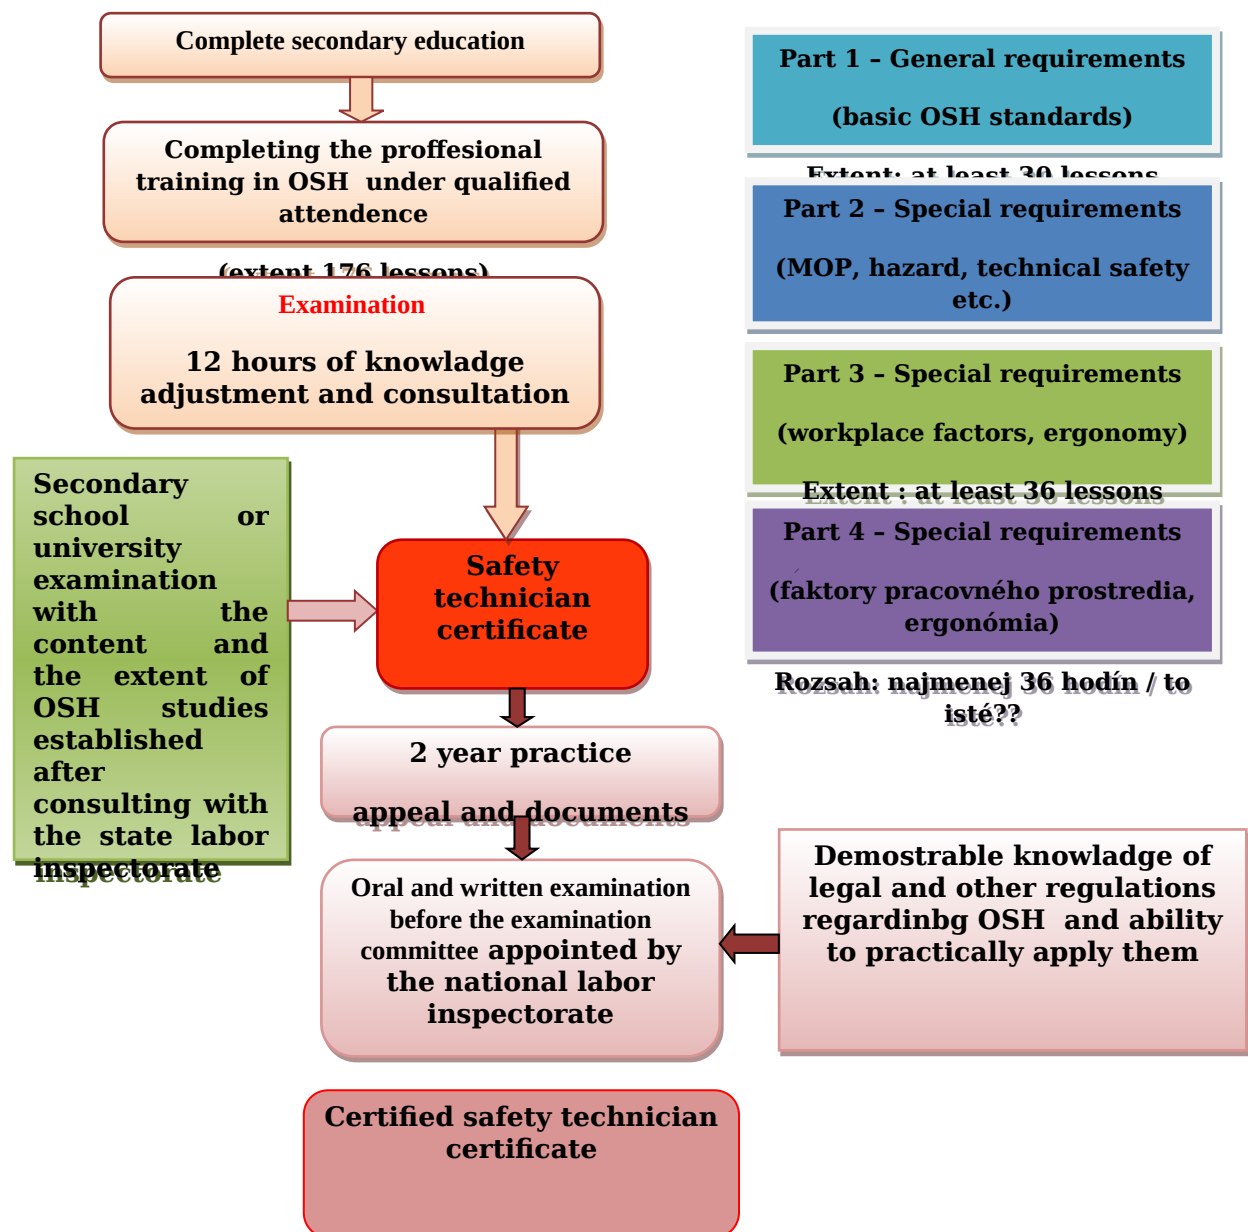 Complete secondary education
Completing the proffesional
training in OSH under qualified
attendence
(extent 176 lessons)
Examination
12 hours of knowladge
adjustment and consultation
Secondary
school or
university
examination
with the
content and
the extent of
OSH studies
established
after
consulting with
the state labor
inspectorate
Safety
technician
certificate
2 year practice
appeal and documents
Oral and written examination
before the examination
committee appointed by
the national labor
inspectorate
Certified safety technician
certificate
Part 1 – General requirements
(basic OSH standards)
Extent: at least 30 lessons
Part 2 – Special requirements
(MOP, hazard, technical safety
etc.)
Part 3 – Special requirements
(workplace factors, ergonomy)
Extent : at least 36 lessons
Part 4 – Special requirements
(faktory pracovného prostredia,
ergonómia)
Rozsah: najmenej 36 hodín / to
isté??
Demostrable knowladge of
legal and other regulations
regardinbg OSH and ability
to practically apply them